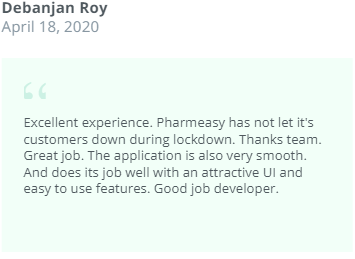 Debanjan Roy
April 18, 2020
“
Excellent experience. Pharmeasy has not let it's
customers down during lockdown. Thanks team.
Great job. The application is also very smooth.
And does its job well with an attractive UI and
easy to use features. Good job developer.